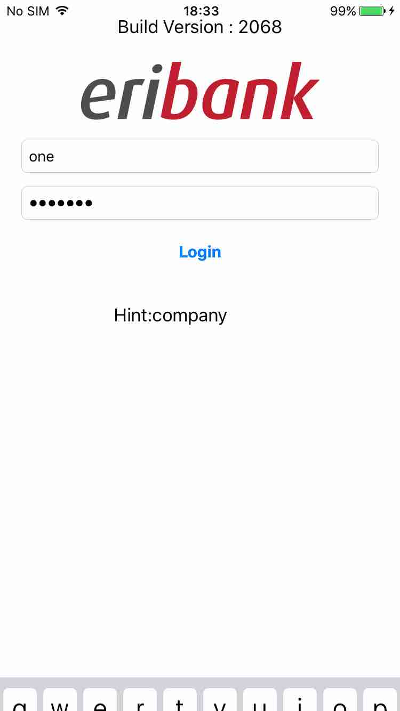 No SIM 18:33 99%
Build Version : 2068
eribank
one
•••••••
Login
Hint:company
q w e r t y u i o p